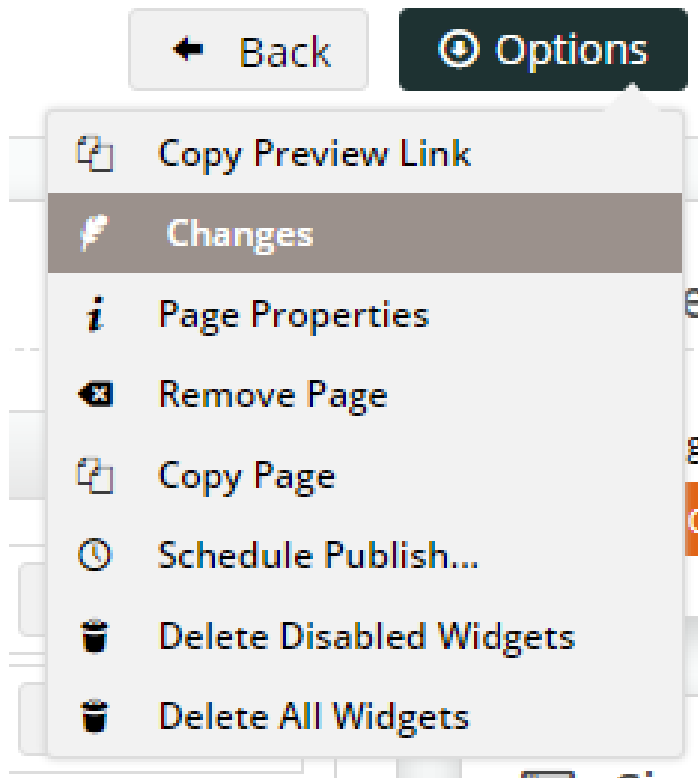 Back
Options
Copy Preview Link
Changes
Page Properties
Remove Page
Copy Page
Schedule Publish...
Delete Disabled Widgets
Delete All Widgets